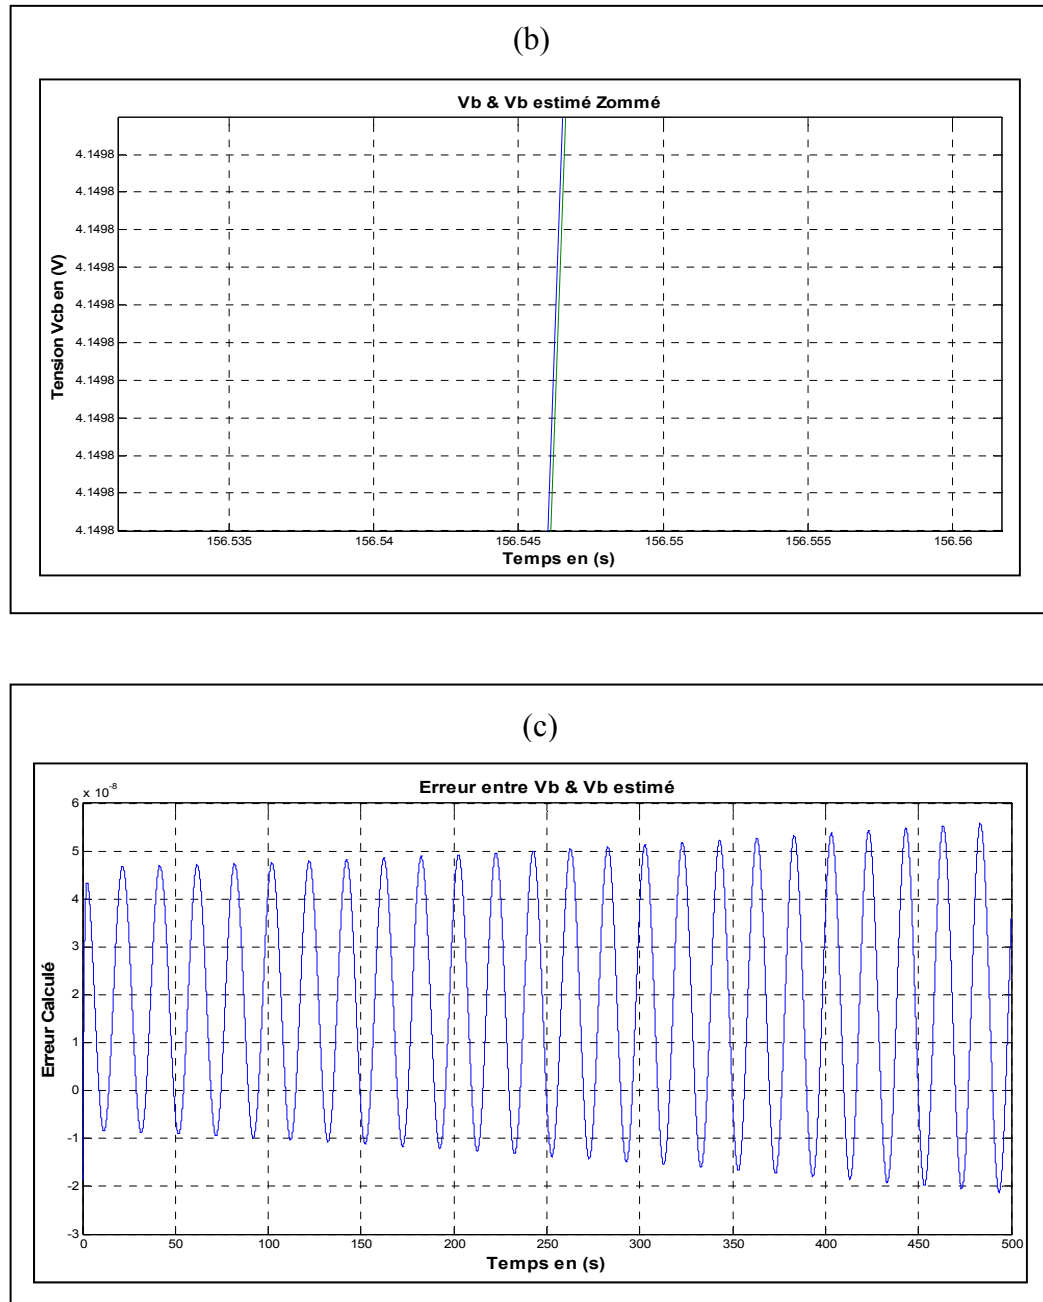 (b)
Vb & Vb estimé Zommé
Tension Vcb en (V)
4.1498
4.1498
4.1498
4.1498
4.1498
4.1498
4.1498
4.1498
4.1498
4.1498
4.1498
156.535 156.54 156.545 156.55 156.555 156.56
Temps en (s)
(c)
Erreur entre Vb & Vb estimé
x 10-8
Erreur Calculé
6
5
4
3
2
1
0
-1
-2
-3
0 50 100 150 200 250 300 350 400 450 500
Temps en (s)